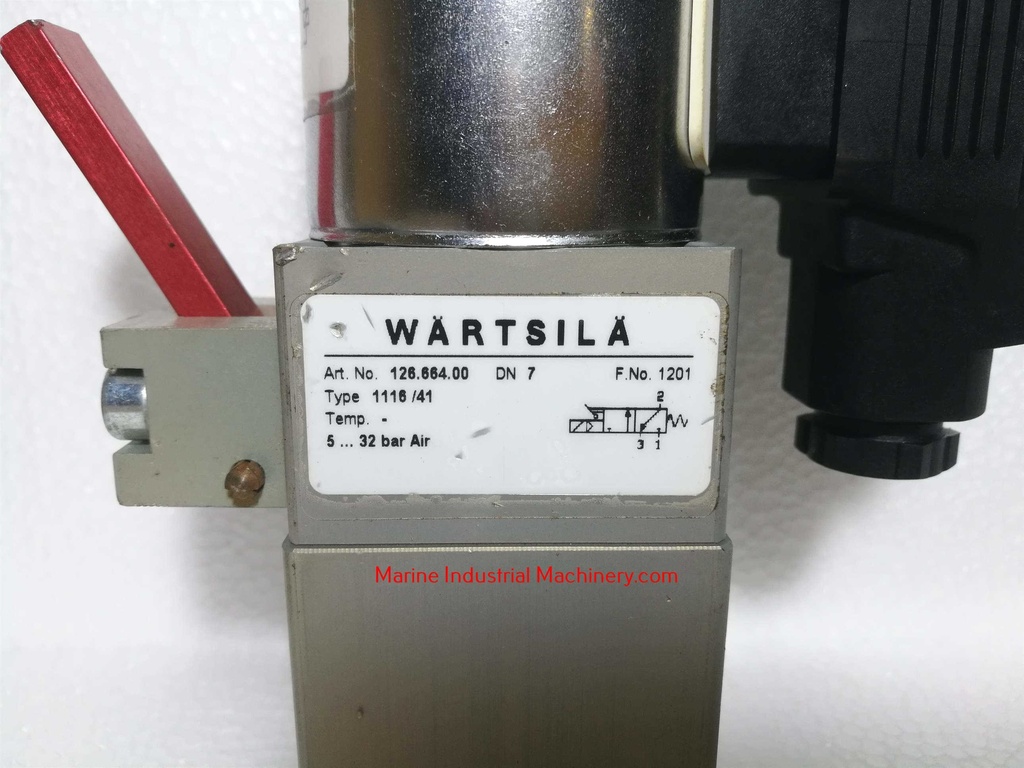 WÄRTSILÄ
Art. No. 126.664.00 DN 7 F.No. 1201
Type 1116 /41
Temp. -
5 ... 32 bar Air
2
3 1
Marine Industrial Machinery.com